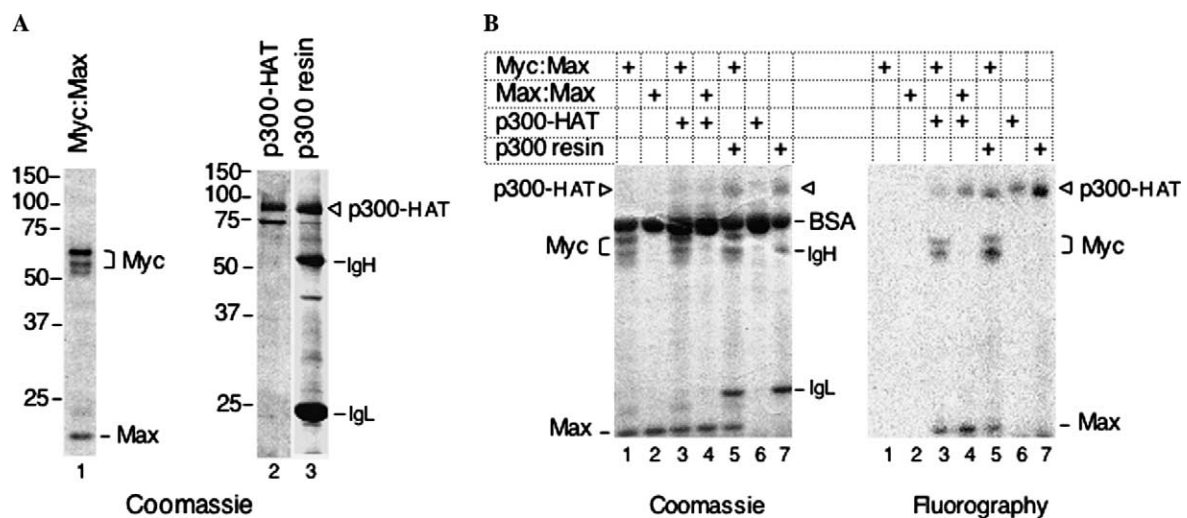 A
Myc:Max
150–
100–
75–
50–
37–
25–
Myc
– Max
1
p300-HAT
p300 resin
150–
100–
75–
50–
37–
25–
p300-HAT
–IgH
–IgL
2 3
Coomassie
B
Myc:Max + + + + + +
Max:Max + + + +
p300-HAT + + + + + +
p300 resin + + + +
p300-HAT
Myc
Max –
– BSA
– IgH
– IgL
1 2 3 4 5 6 7
Coomassie
p300-HAT
Myc
– Max
1 2 3 4 5 6 7
Fluorography